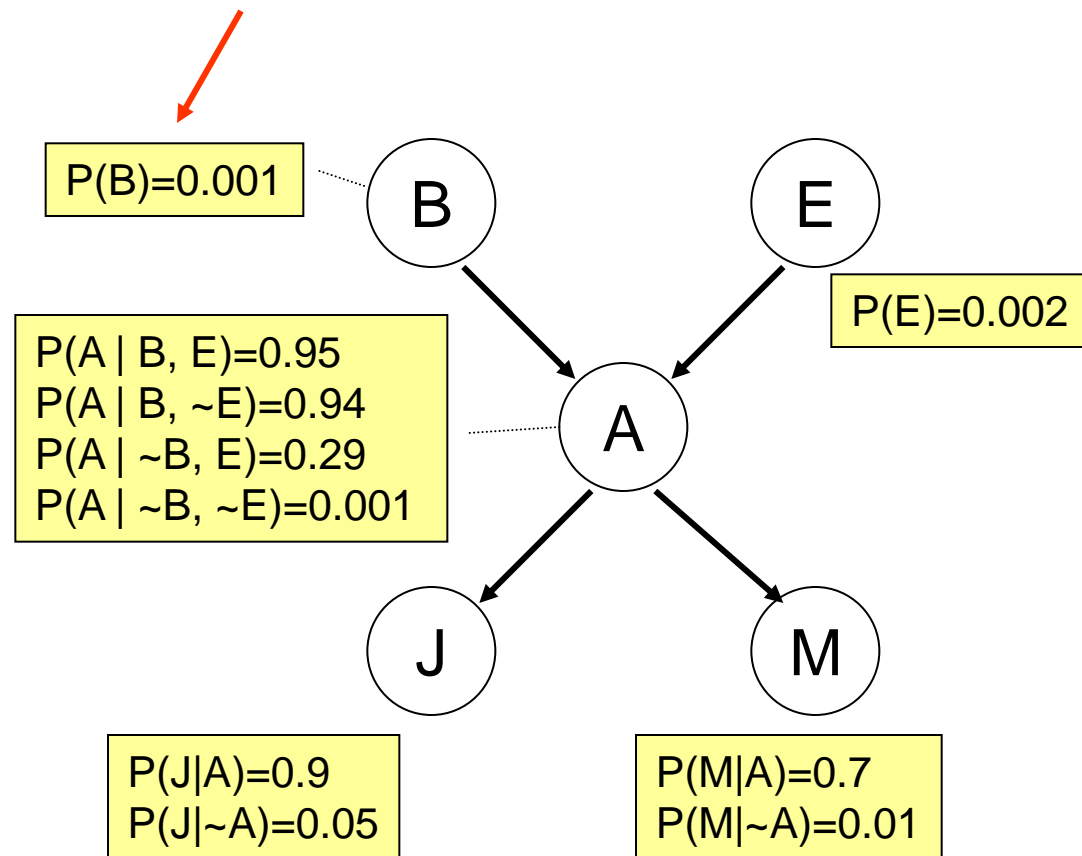 P(B)=0.001
B
E
P(E)=0.002
P(A | B, E)=0.95
P(A | B, ~E)=0.94
P(A | ~B, E)=0.29
P(A | ~B, ~E)=0.001
A
J
M
P(J|A)=0.9
P(J|~A)=0.05
P(M|A)=0.7
P(M|~A)=0.01